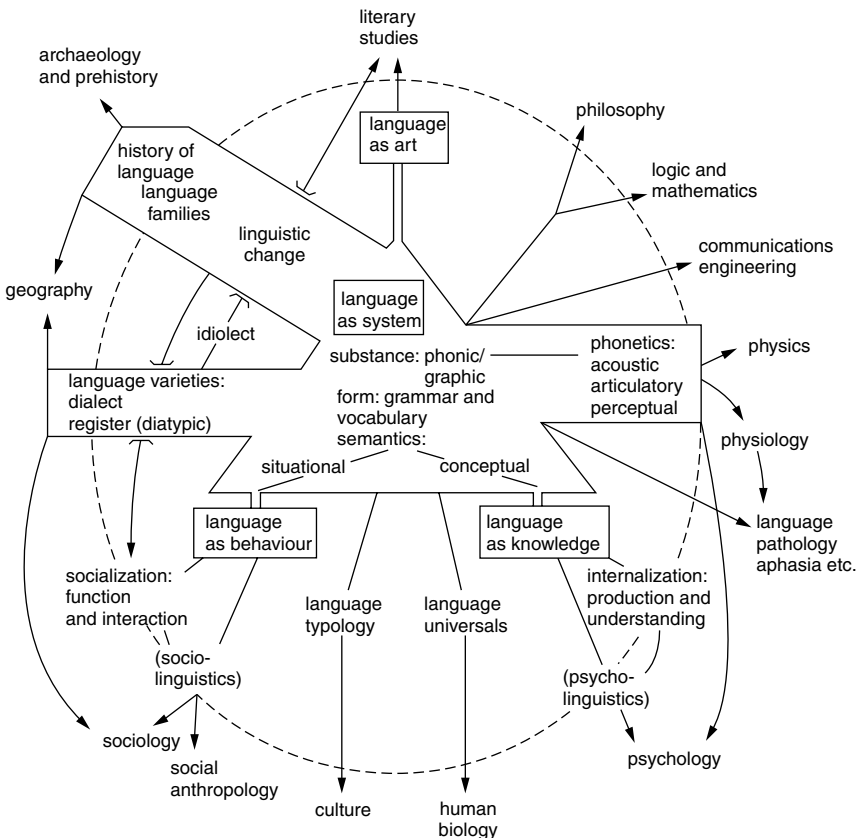 literary
studies
archaeology
and prehistory
language
as art
philosophy
history of
language
language
families
logic and
mathematics
linguistic
change
communications
engineering
geography
language
as system
idiolect
substance: phonic/
graphic
phonetics:
acoustic
articulatory
perceptual
physics
language varieties:
dialect
register (diatypic)
form: grammar and
vocabulary
semantics:
physiology
situational
conceptual
language
as behaviour
language
as knowledge
language
pathology
aphasia etc.
socialization:
function
and interaction
language
typology
language
universals
internalization:
production and
understanding
(socio-
linguistics)
(psycho-
linguistics)
sociology
social
anthropology
psychology
culture
human
biology